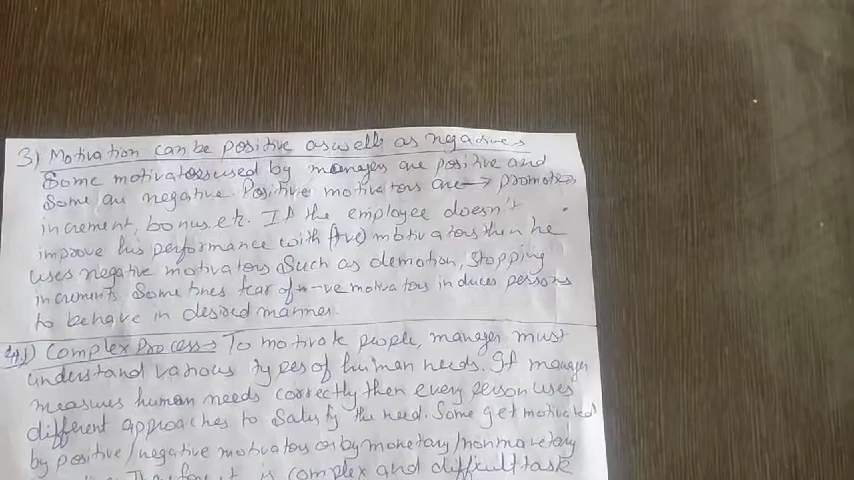 3) Motivation can be positive aswell as negative
Some motivators used by managers are positive and
some are negative. Positive motivators are → promotes
increment, bonus etc. If the employee doesn't
improve his performance with (+ve) motivators then he
uses negative motivators such as demotion, stopping
increments. Sometimes fear of -ve motivators induces persons
to behave in desired manner.
4.) Complex Process → To motivate people, manager must
understand various types of human needs. If manager
measures human needs correctly then every person uses
different approaches to satisfy the need. Some get motivated
by positive/negative motivators or by monetary/nonmonetary
Therefore it is complex and difficult task